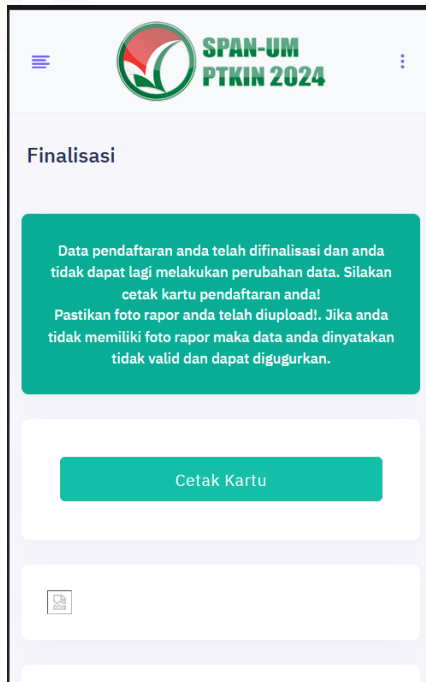 SPAN-UM
PTKIN 2024
Finalisasi
Data pendaftaran anda telah difinalisasi dan anda
tidak dapat lagi melakukan perubahan data. Silakan
cetak kartu pendaftaran anda!
Pastikan foto rapor anda telah diupload!. Jika anda
tidak memiliki foto rapor maka data anda dinyatakan
tidak valid dan dapat digugurkan.
Cetak Kartu